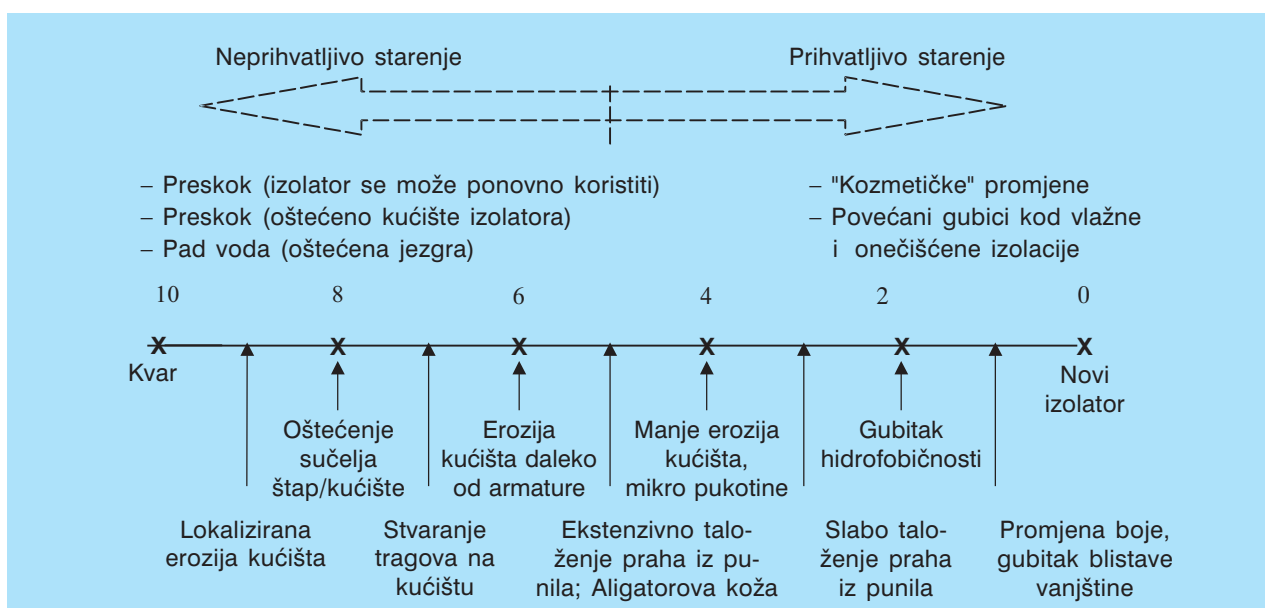 Neprihvatljivo starenje
Prihvatljivo starenje
– Preskok (izolator se može ponovno koristiti)
– Preskok (oštećeno kućište izolatora)
– Pad voda (oštećena jezgra)
– "Kozmetičke" promjene
– Povećani gubici kod vlažne
i onečišćene izolacije
10 8 6 4 2 0
X X X X X X
Kvar
Novi
izolator
Oštećenje
sučelja
štap/kućište
Erozija
kućišta daleko
od armature
Manje erozija
kućišta,
mikro pukotine
Gubitak
hidrofobičnosti
Lokalizirana
erozija kućišta
Stvaranje
tragova na
kućištu
Ekstenzivno talo-
ženje praha iz pu-
nila; Aligatorova koža
Slabo talo-
ženje praha
iz punila
Promjena boje,
gubitak blistave
vanjštine